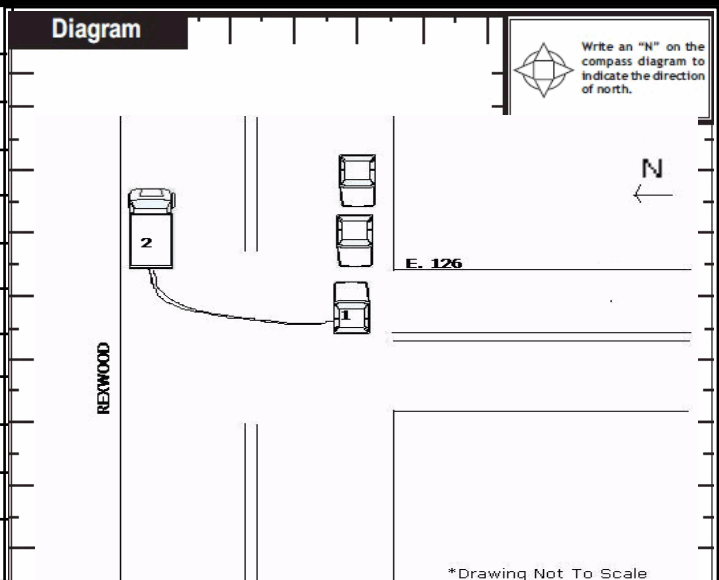 Diagram
Write an "N" on the
compass diagram to
indicate the direction
of north.
N
2
E. 126
1
REXWOOD
*Drawing Not To Scale